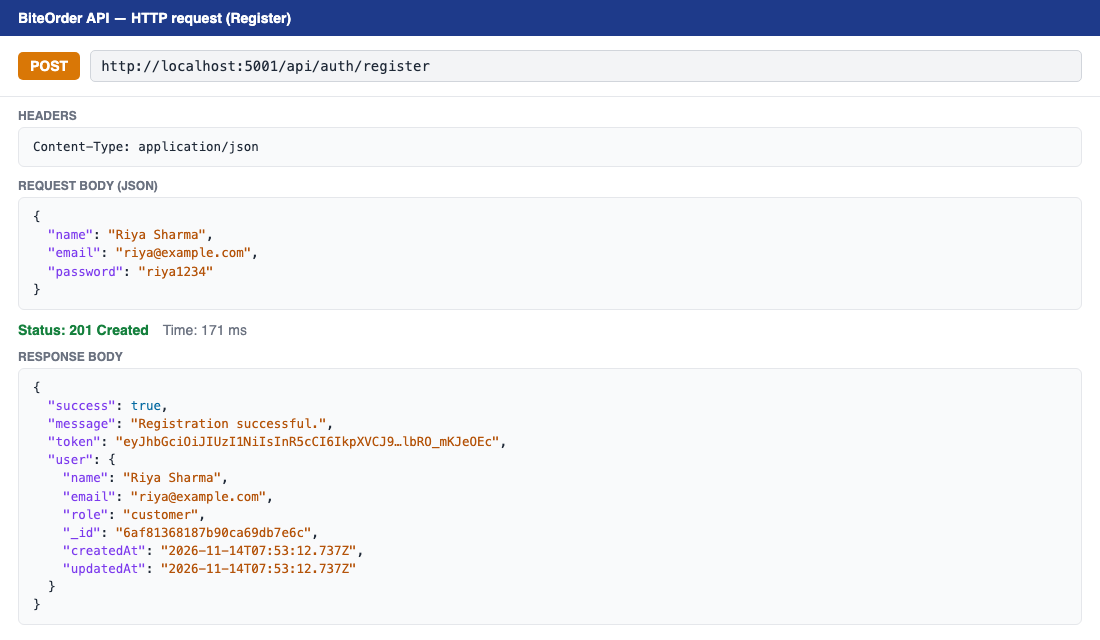 BiteOrder API — HTTP request (Register)
POST http://localhost:5001/api/auth/register
HEADERS
Content-Type: application/json
REQUEST BODY (JSON)
{
  "name": "Riya Sharma",
  "email": "riya@example.com",
  "password": "riya1234"
}
Status: 201 Created Time: 171 ms
RESPONSE BODY
{
  "success": true,
  "message": "Registration successful.",
  "token": "eyJhbGciOiJIUzI1NiIsInR5cCI6IkpXVCJ9…lbRO_mKJeOEc",
  "user": {
    "name": "Riya Sharma",
    "email": "riya@example.com",
    "role": "customer",
    "_id": "6af81368187b90ca69db7e6c",
    "createdAt": "2026-11-14T07:53:12.737Z",
    "updatedAt": "2026-11-14T07:53:12.737Z"
  }
}